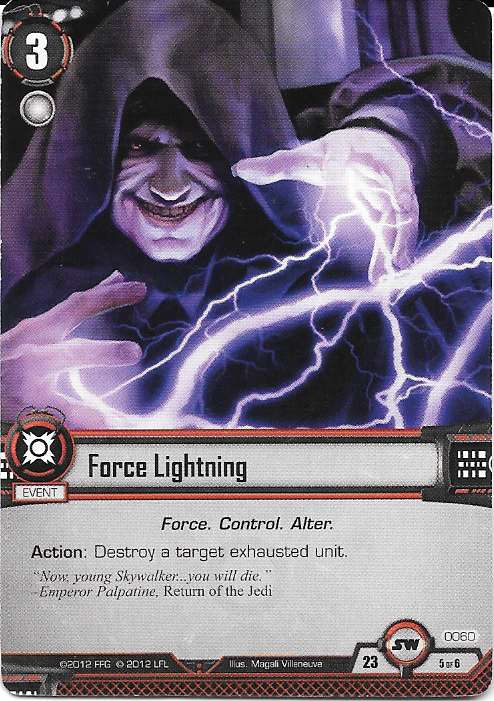 3
Force Lightning
EVENT
Force. Control. Alter.
Action: Destroy a target exhausted unit.
“Now, young Skywalker...you will die.”
–Emperor Palpatine, Return of the Jedi
©2012 FFG © 2012 LFL
Illus. Magali Villeneuve
23
SW
0060
5 OF 6